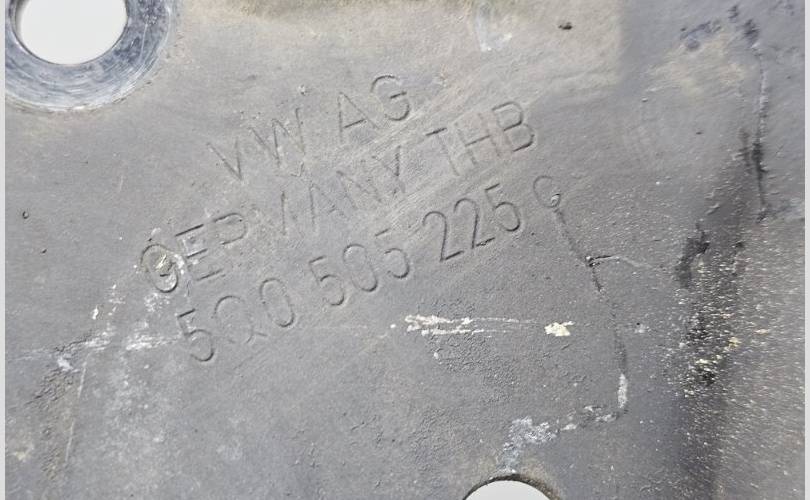 VW AG
GERMANY THB
5Q0 505 225 C